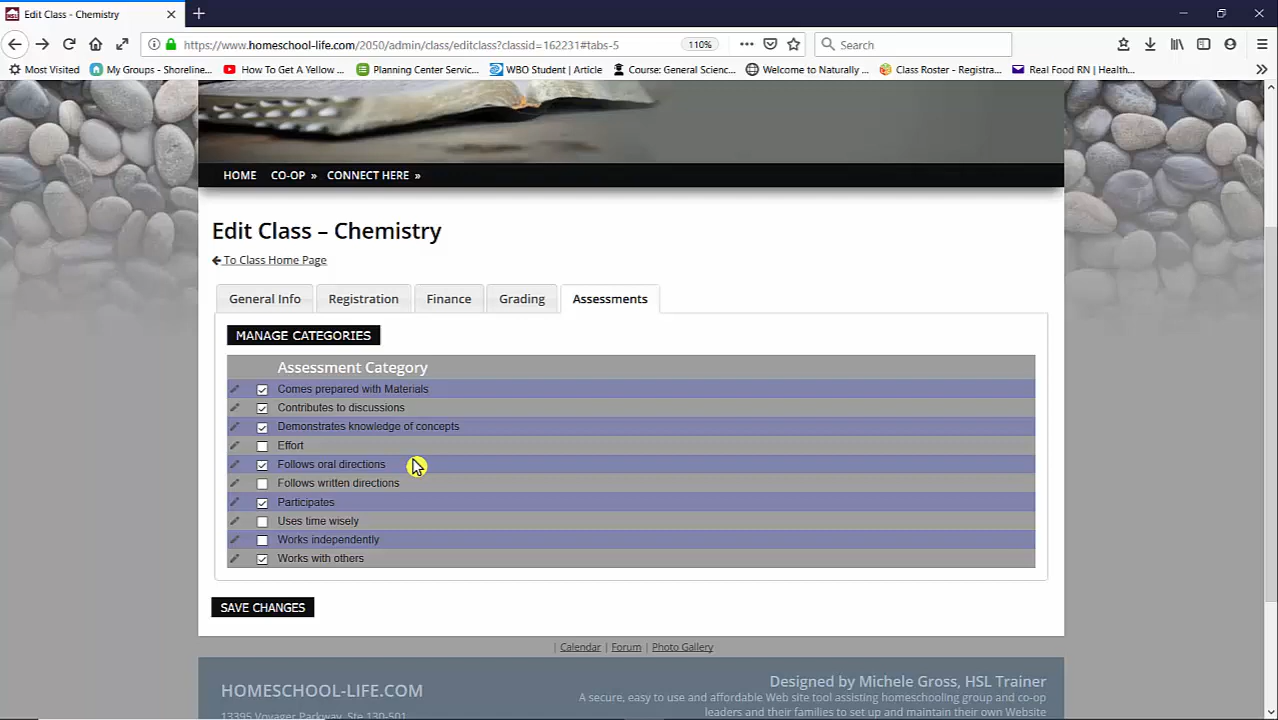 HSL Edit Class - Chemistry
https://www.homeschool-life.com/2050/admin/class/editclass?classid=162231#tabs-5 110% Search
Most Visited My Groups - Shoreline... How To Get A Yellow ... Planning Center Servic... WBO Student | Article Course: General Scienc... Welcome to Naturally ... Class Roster - Registra... Real Food RN | Health...
HOME CO-OP » CONNECT HERE »
Edit Class – Chemistry
To Class Home Page
General Info Registration Finance Grading Assessments
MANAGE CATEGORIES
Assessment Category
Comes prepared with Materials
Contributes to discussions
Demonstrates knowledge of concepts
Effort
Follows oral directions
Follows written directions
Participates
Uses time wisely
Works independently
Works with others
SAVE CHANGES
| Calendar | Forum | Photo Gallery
HOMESCHOOL-LIFE.COM
13395 Voyager Parkway, Ste 130-501
Designed by Michele Gross, HSL Trainer
A secure, easy to use and affordable Web site tool assisting homeschooling group and co-op
leaders and their families to set up and maintain their own Website